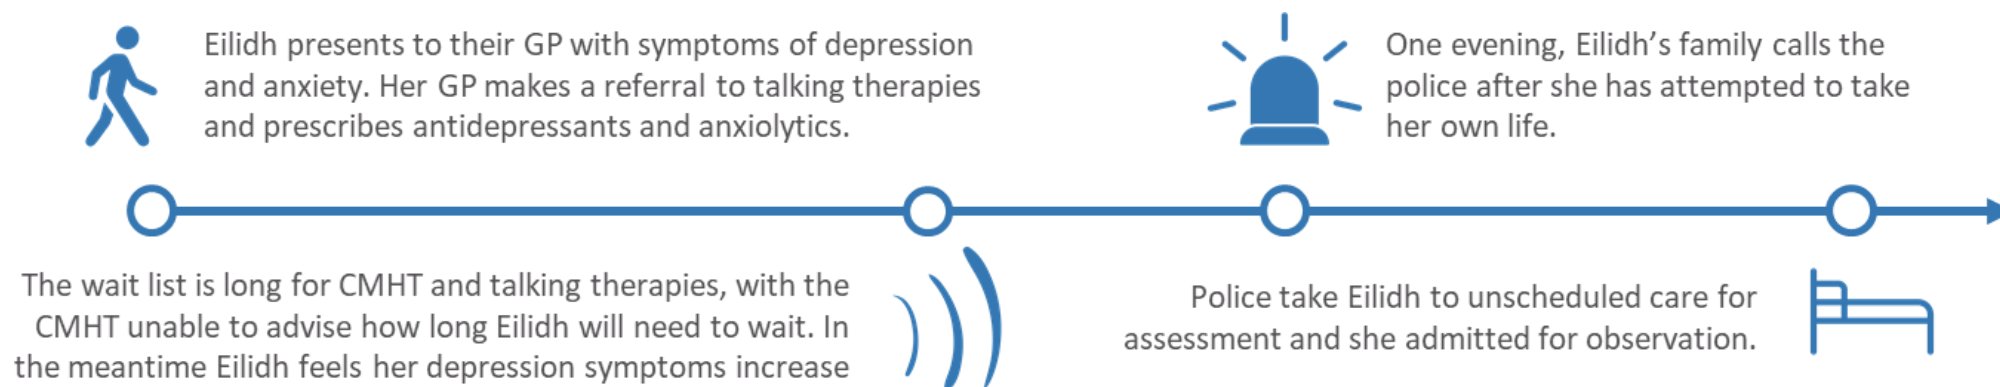 Eilidh presents to their GP with symptoms of depression
and anxiety. Her GP makes a referral to talking therapies
and prescribes antidepressants and anxiolytics.
The wait list is long for CMHT and talking therapies, with the
CMHT unable to advise how long Eilidh will need to wait. In
the meantime Eilidh feels her depression symptoms increase
One evening, Eilidh’s family calls the
police after she has attempted to take
her own life.
Police take Eilidh to unscheduled care for
assessment and she admitted for observation.